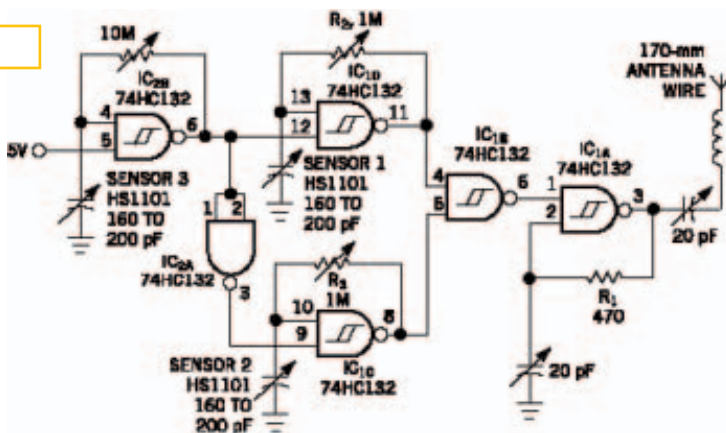 10M
IC2B
74HC132
4
5
6
5V
SENSOR 3
HS1101
160 TO
200 pF
R2, 1M
IC1D
74HC132
13
12
11
SENSOR 1
HS1101
160 TO
200 pF
1
2
IC2A
74HC132
3
R3
1M
10
9
8
IC1C
74HC132
SENSOR 2
HS1101
160 TO
200 pF
IC1B
74HC132
4
5
6
IC1A
74HC132
1
2
3
170-mm
ANTENNA
WIRE
20 pF
R1
470
20 pF